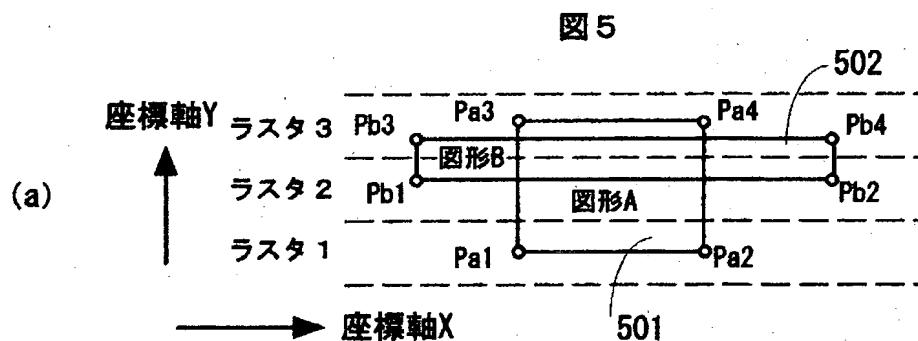 図5
502
座標軸Y
ラスタ3
Pb3
Pa3
Pa4
Pb4
図形B
(a)
ラスタ2
Pb1
図形A
Pb2
ラスタ1
Pa1
Pa2
座標軸X
501